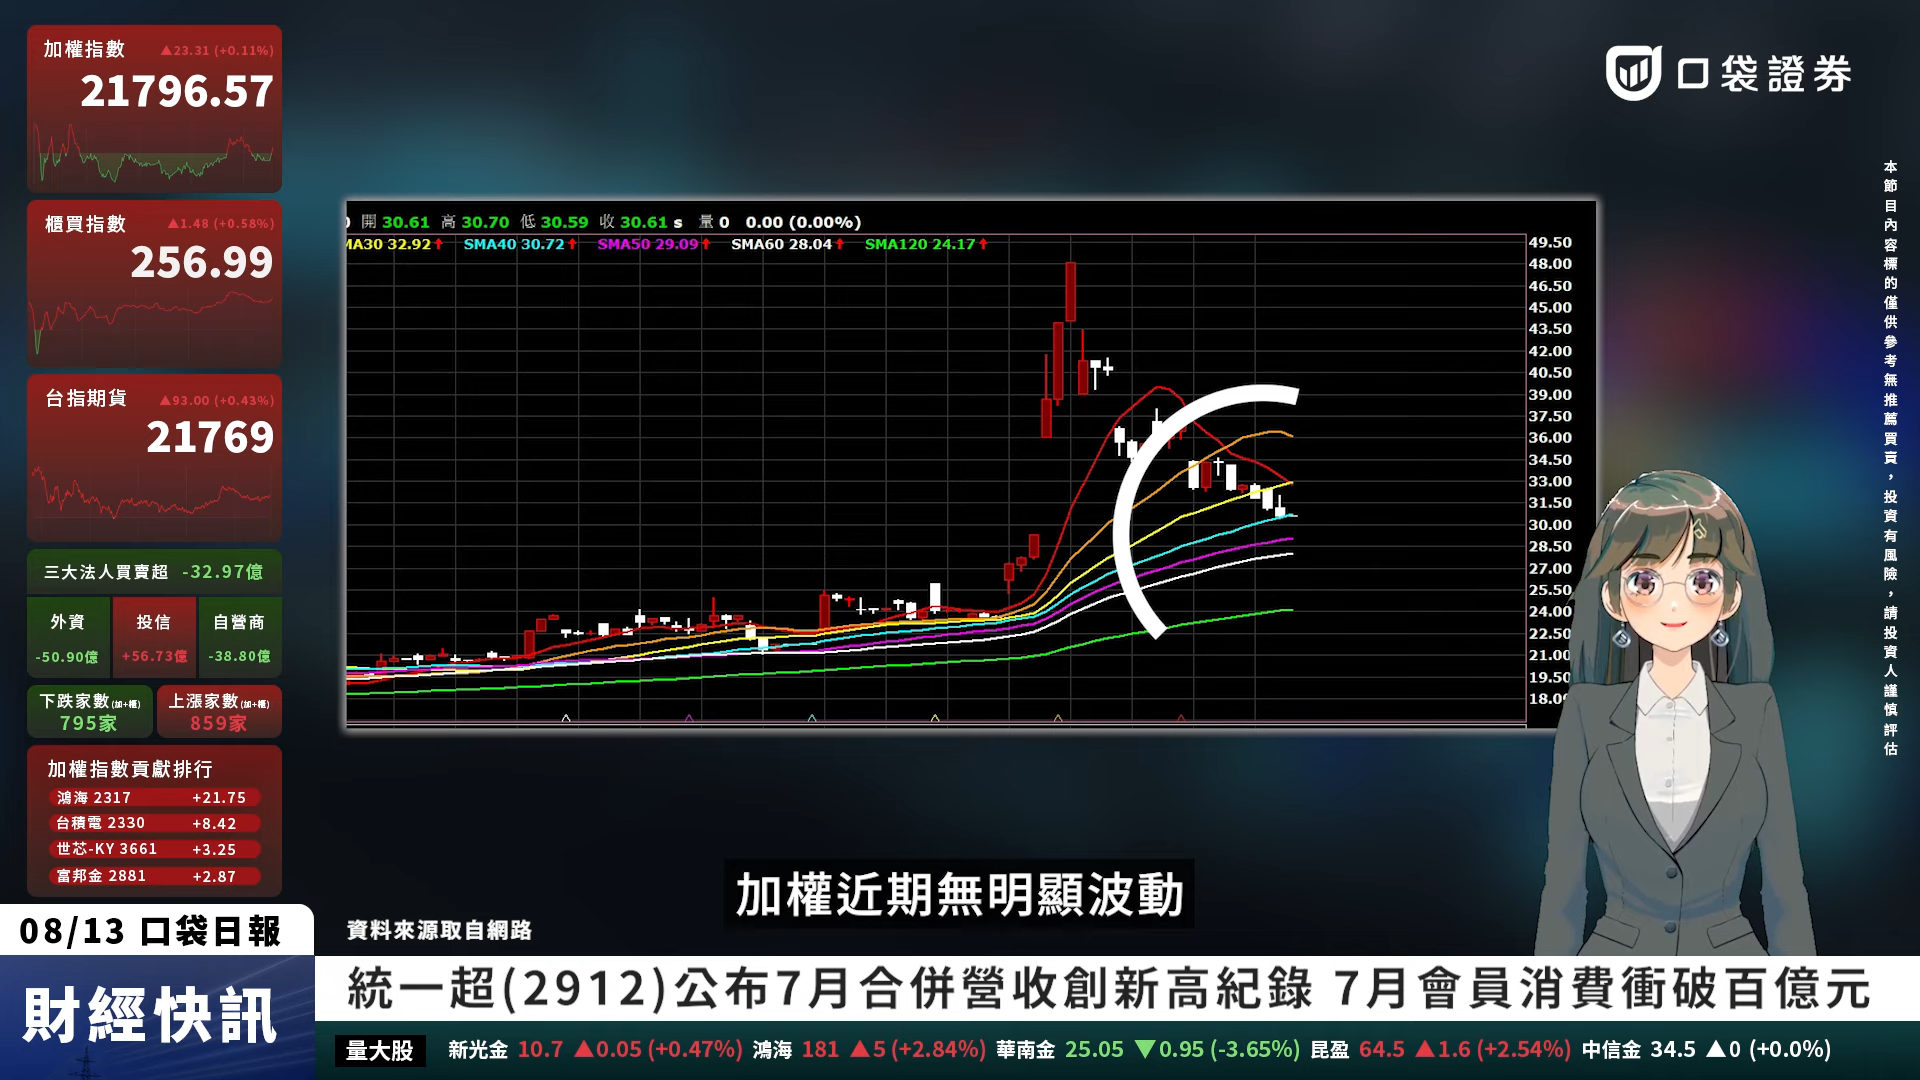 加權指數 ▲23.31 (+0.11%)
21796.57
櫃買指數 ▲1.48 (+0.58%)
256.99
台指期貨 ▲93.00 (+0.43%)
21769
三大法人買賣超 -32.97億
外資 投信 自營商
-50.90億 +56.73億 -38.80億
下跌家數(加+櫃) 上漲家數(加+櫃)
795家 859家
加權指數貢獻排行
鴻海 2317 +21.75
台積電 2330 +8.42
世芯-KY 3661 +3.25
富邦金 2881 +2.87
08/13 口袋日報
財經快訊
口袋證券
開 30.61 高 30.70 低 30.59 收 30.61 s 量 0 0.00 (0.00%)
MA30 32.92↑ SMA40 30.72↑ SMA50 29.09↑ SMA60 28.04↑ SMA120 24.17↑
49.50
48.00
46.50
45.00
43.50
42.00
40.50
39.00
37.50
36.00
34.50
33.00
31.50
30.00
28.50
27.00
25.50
24.00
22.50
21.00
19.50
18.00
本節目內容標的僅供參考無推薦買賣，投資有風險，請投資人謹慎評估
加權近期無明顯波動
資料來源取自網路
統一超(2912)公布7月合併營收創新高紀錄 7月會員消費衝破百億元
量大股 新光金 10.7 ▲0.05 (+0.47%) 鴻海 181 ▲5 (+2.84%) 華南金 25.05 ▼0.95 (-3.65%) 昆盈 64.5 ▲1.6 (+2.54%) 中信金 34.5 ▲0 (+0.0%)